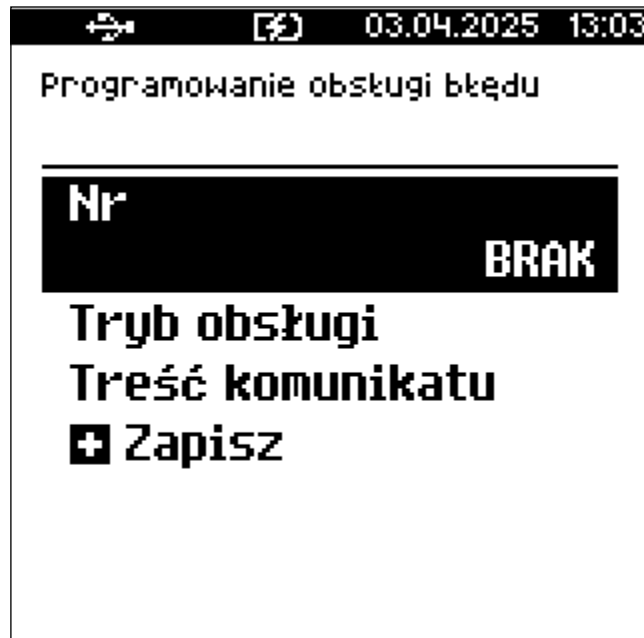 03.04.2025 13:03
Programowanie obsługi błędu
Nr
BRAK
Tryb obsługi
Treść komunikatu
Zapisz